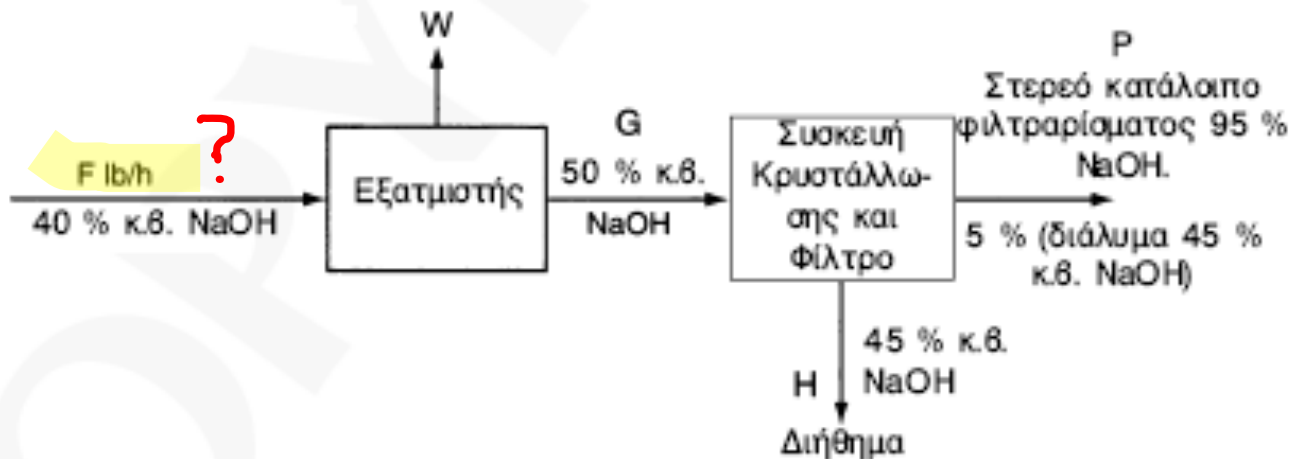 W
F lb/h
?
40 % κ.β. NaOH
Εξατμιστής
G
50 % κ.β.
NaOH
Συσκευή
Κρυστάλλω-
σης και
Φίλτρο
P
Στερεό κατάλοιπο
φιλτραρίσματος 95 %
NaOH.
5 % (διάλυμα 45 %
κ.β. NaOH)
45 % κ.β.
NaOH
H
Διήθημα